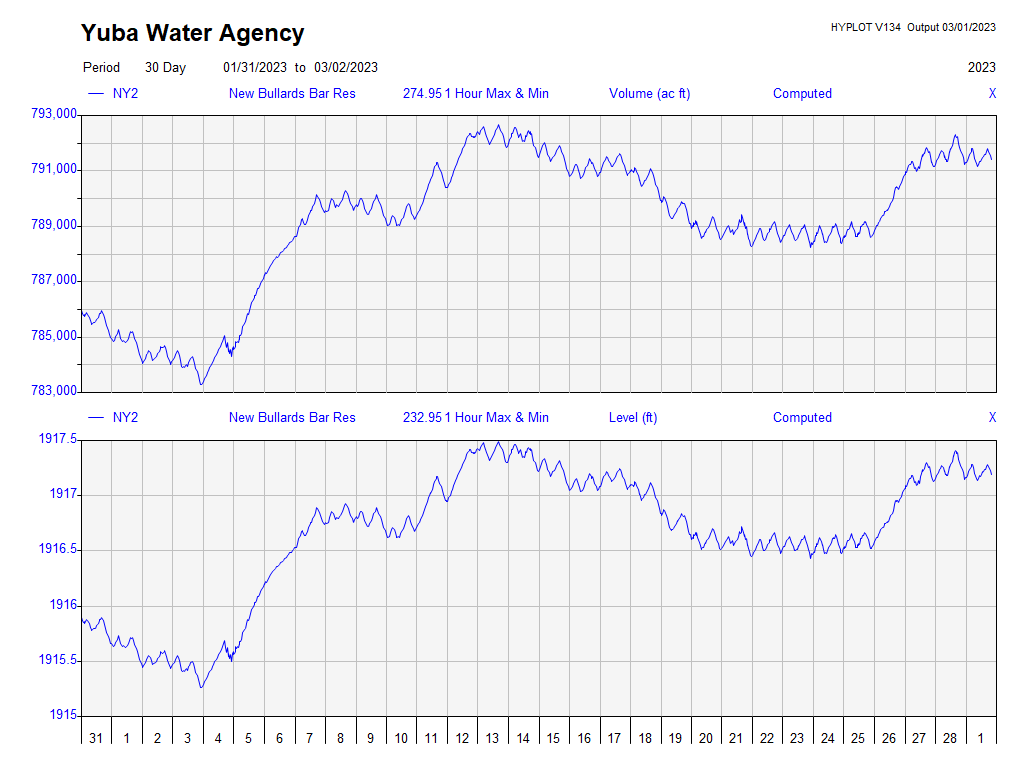 Yuba Water Agency
HYPLOT V134 Output 03/01/2023
Period 30 Day 01/31/2023 to 03/02/2023 2023
NY2 New Bullards Bar Res 274.95 1 Hour Max & Min Volume (ac ft) Computed X
793,000
791,000
789,000
787,000
785,000
783,000
NY2 New Bullards Bar Res 232.95 1 Hour Max & Min Level (ft) Computed X
1917.5
1917
1916.5
1916
1915.5
1915
31 1 2 3 4 5 6 7 8 9 10 11 12 13 14 15 16 17 18 19 20 21 22 23 24 25 26 27 28 1